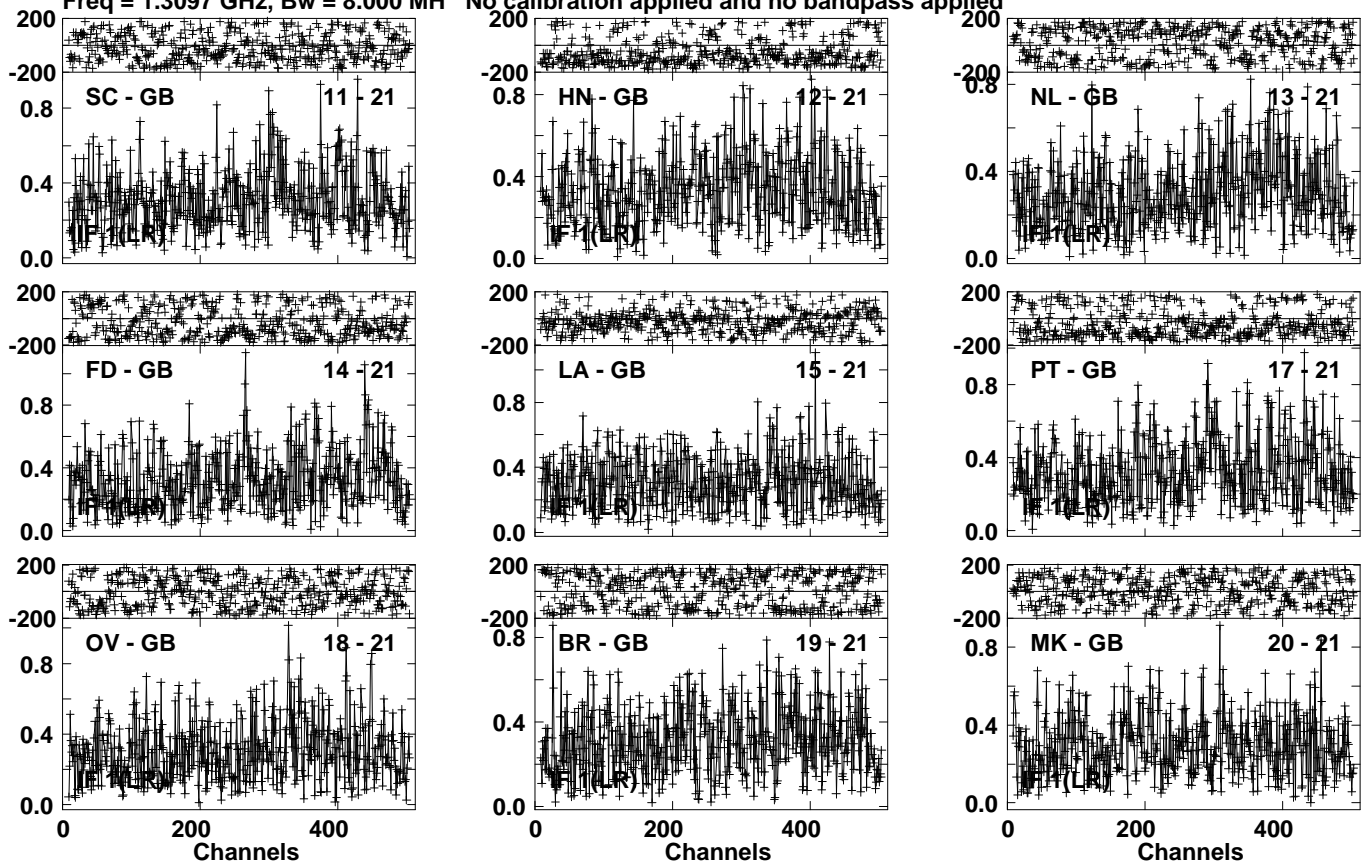 Freq = 1.3097 GHz, Bw = 8.000 MH No calibration applied and no bandpass applied
200 200 200
-200 -200 -200
SC - GB 11 - 21 HN - GB 12 - 21 NL - GB 13 - 21
0.8 0.8 0.8
0.4 0.4 0.4
IF 1(LR) IF 1(LR) IF 1(LR)
0.0 0.0 0.0
200 200 200
-200 -200 -200
FD - GB 14 - 21 LA - GB 15 - 21 PT - GB 17 - 21
0.8 0.8 0.8
0.4 0.4 0.4
IF 1(LR) IF 1(LR) IF 1(LR)
0.0 0.0 0.0
200 200 200
-200 -200 -200
OV - GB 18 - 21 BR - GB 19 - 21 MK - GB 20 - 21
0.8 0.8 0.8
0.4 0.4 0.4
IF 1(LR) IF 1(LR) IF 1(LR)
0.0 0.0 0.0
0 200 400 0 200 400 0 200 400
Channels Channels Channels